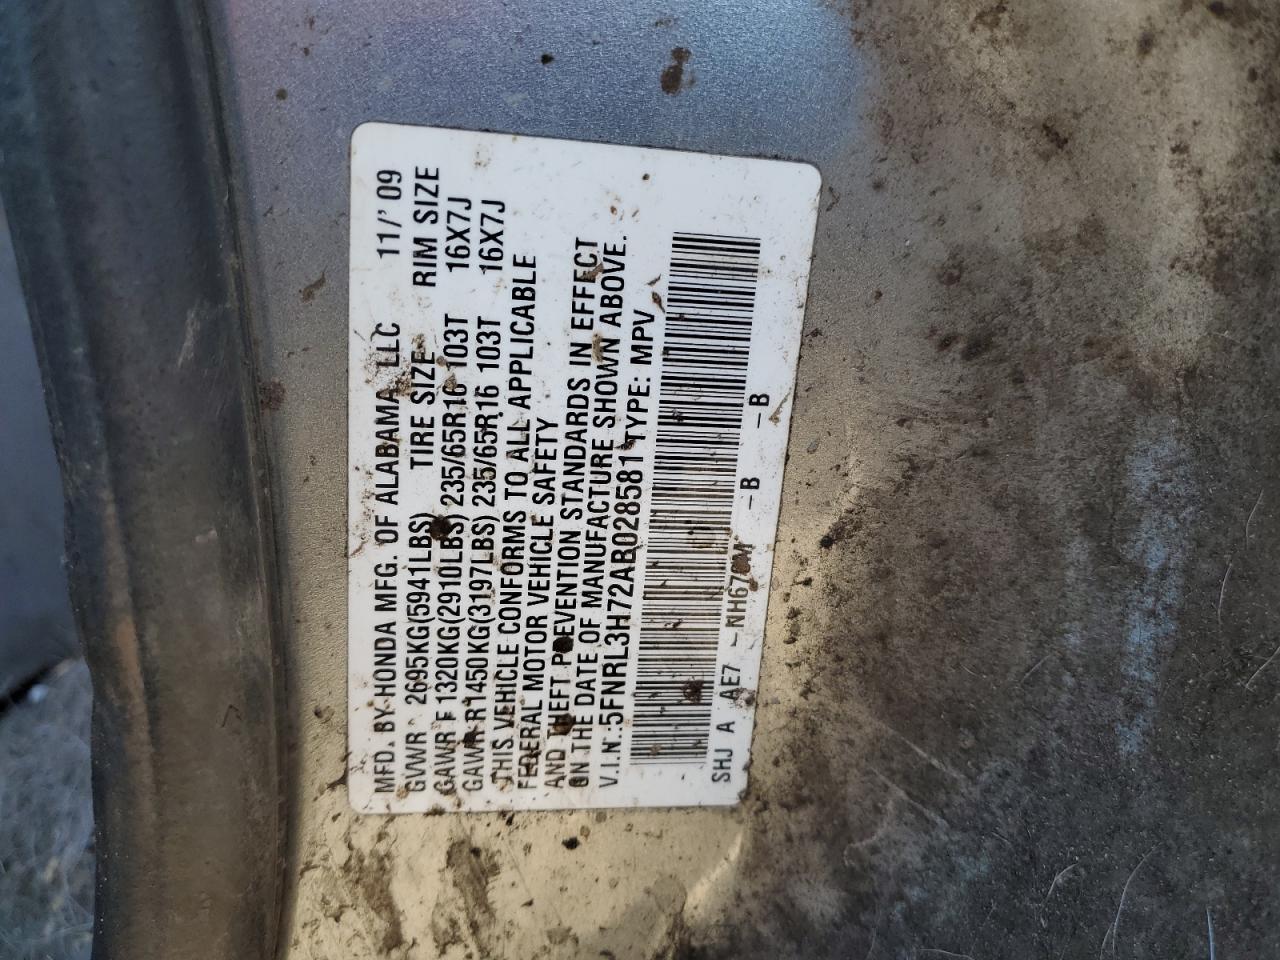 MFD. BY HONDA MFG. OF ALABAMA, LLC 11/' 09
GVWR 2695KG(5941LBS) TIRE SIZE RIM SIZE
GAWR F 1320KG(2910LBS) 235/65R16 103T 16X7J
GAWR R1450KG(3197LBS) 235/65R16 103T 16X7J
THIS VEHICLE CONFORMS TO ALL APPLICABLE
FEDERAL MOTOR VEHICLE SAFETY
AND THEFT PREVENTION STANDARDS IN EFFECT
ON THE DATE OF MANUFACTURE SHOWN ABOVE.
V.I.N.:5FNRL3H72AB028581 TYPE: MPV
SHJ A AE7 -NH678M -B -B